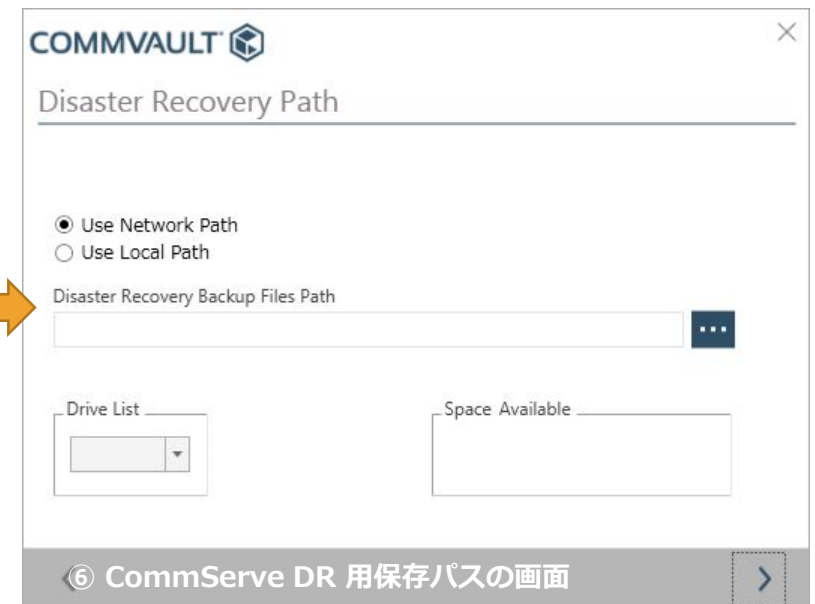 COMMVAULT
Disaster Recovery Path
Use Network Path
Use Local Path
Disaster Recovery Backup Files Path
...
Drive List
Space Available
⑥ CommServe DR 用保存パスの画面